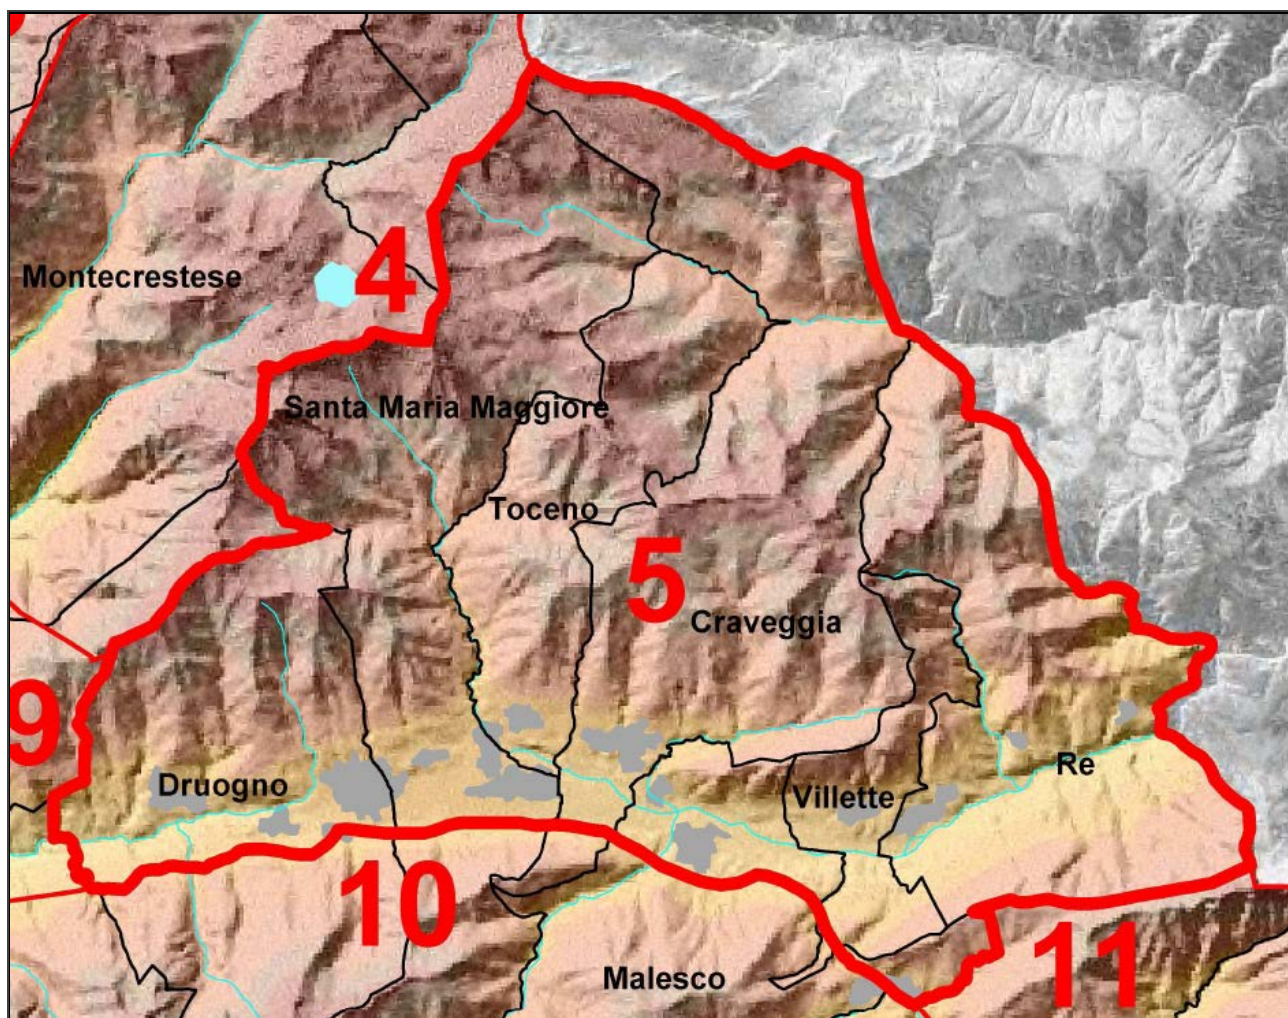 4
Montecrestese
Santa Maria Maggiore
Toceno
5
Craveggia
9
Druogno
Re
Villette
10
11
Malesco